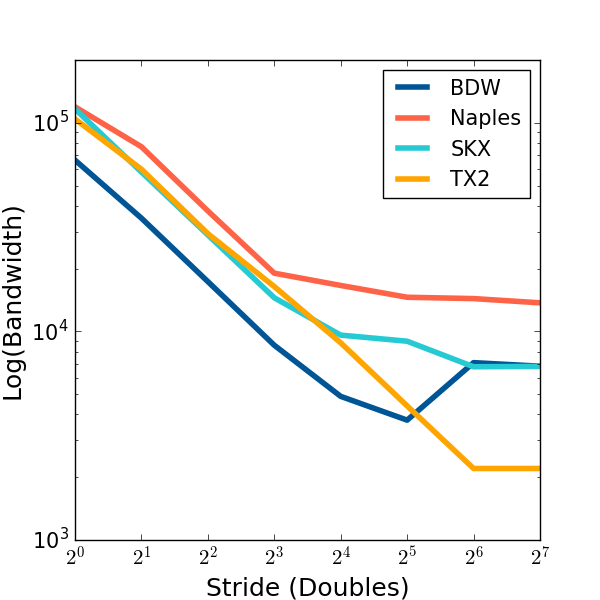 BDW
Naples
SKX
TX2
10^5
10^4
10^3
Log(Bandwidth)
2^0 2^1 2^2 2^3 2^4 2^5 2^6 2^7
Stride (Doubles)